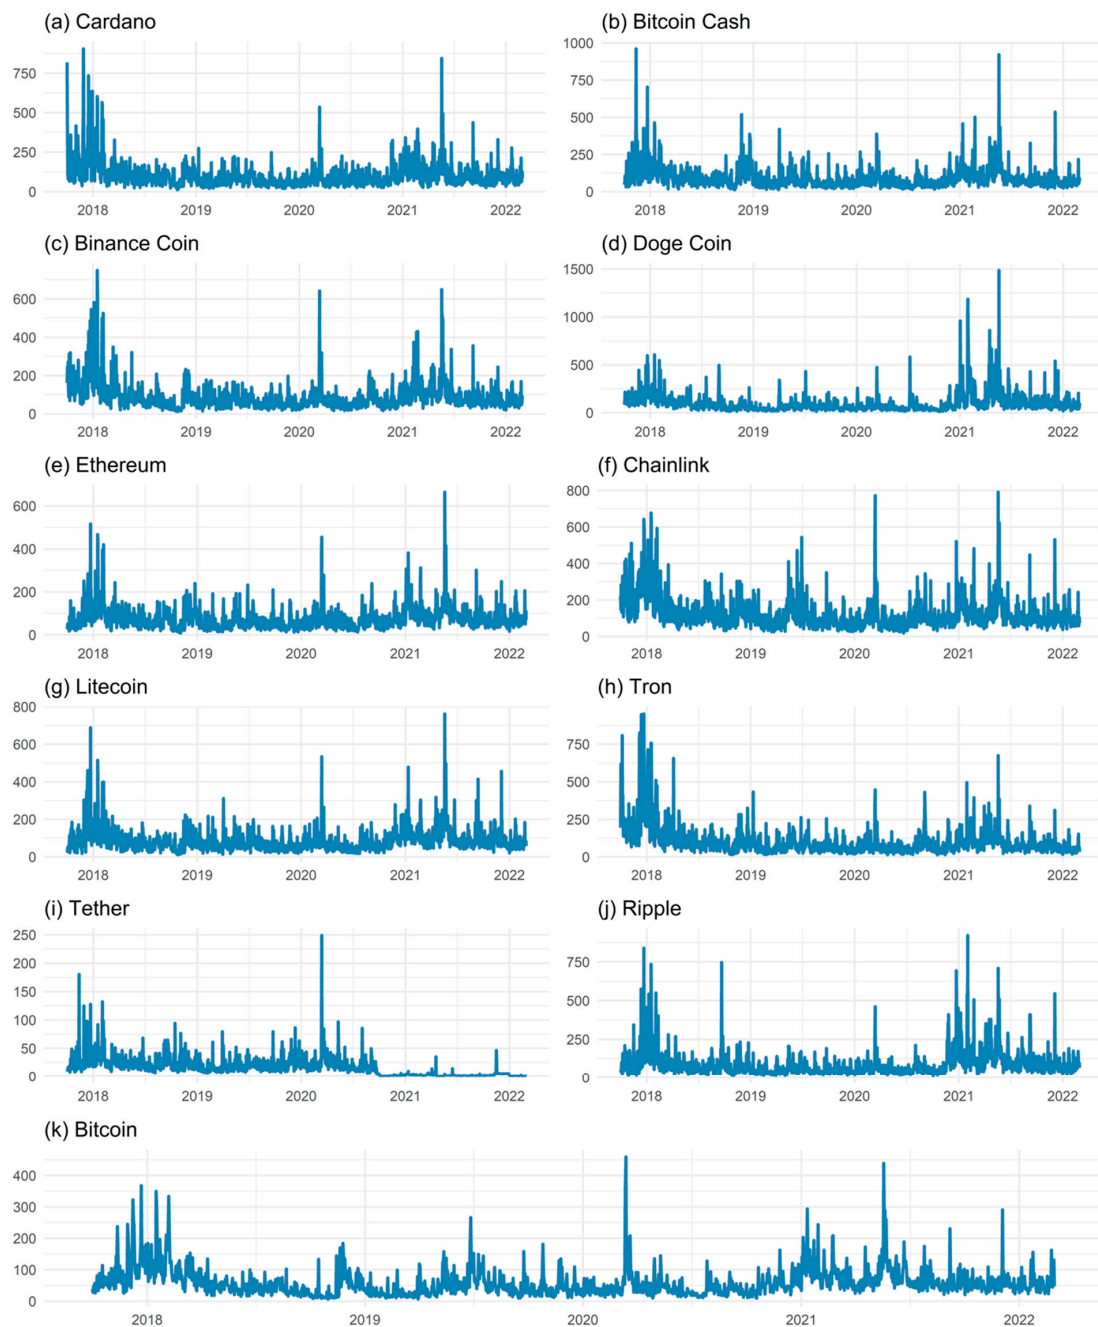 (a) Cardano
(b) Bitcoin Cash
750
500
250
0
2018 2019 2020 2021 2022
1000
750
500
250
0
2018 2019 2020 2021 2022
(c) Binance Coin
(d) Doge Coin
600
400
200
0
2018 2019 2020 2021 2022
1500
1000
500
0
2018 2019 2020 2021 2022
(e) Ethereum
(f) Chainlink
600
400
200
0
2018 2019 2020 2021 2022
800
600
400
200
0
2018 2019 2020 2021 2022
(g) Litecoin
(h) Tron
800
600
400
200
0
2018 2019 2020 2021 2022
750
500
250
0
2018 2019 2020 2021 2022
(i) Tether
(j) Ripple
250
200
150
100
50
0
2018 2019 2020 2021 2022
750
500
250
0
2018 2019 2020 2021 2022
(k) Bitcoin
400
300
200
100
0
2018 2019 2020 2021 2022